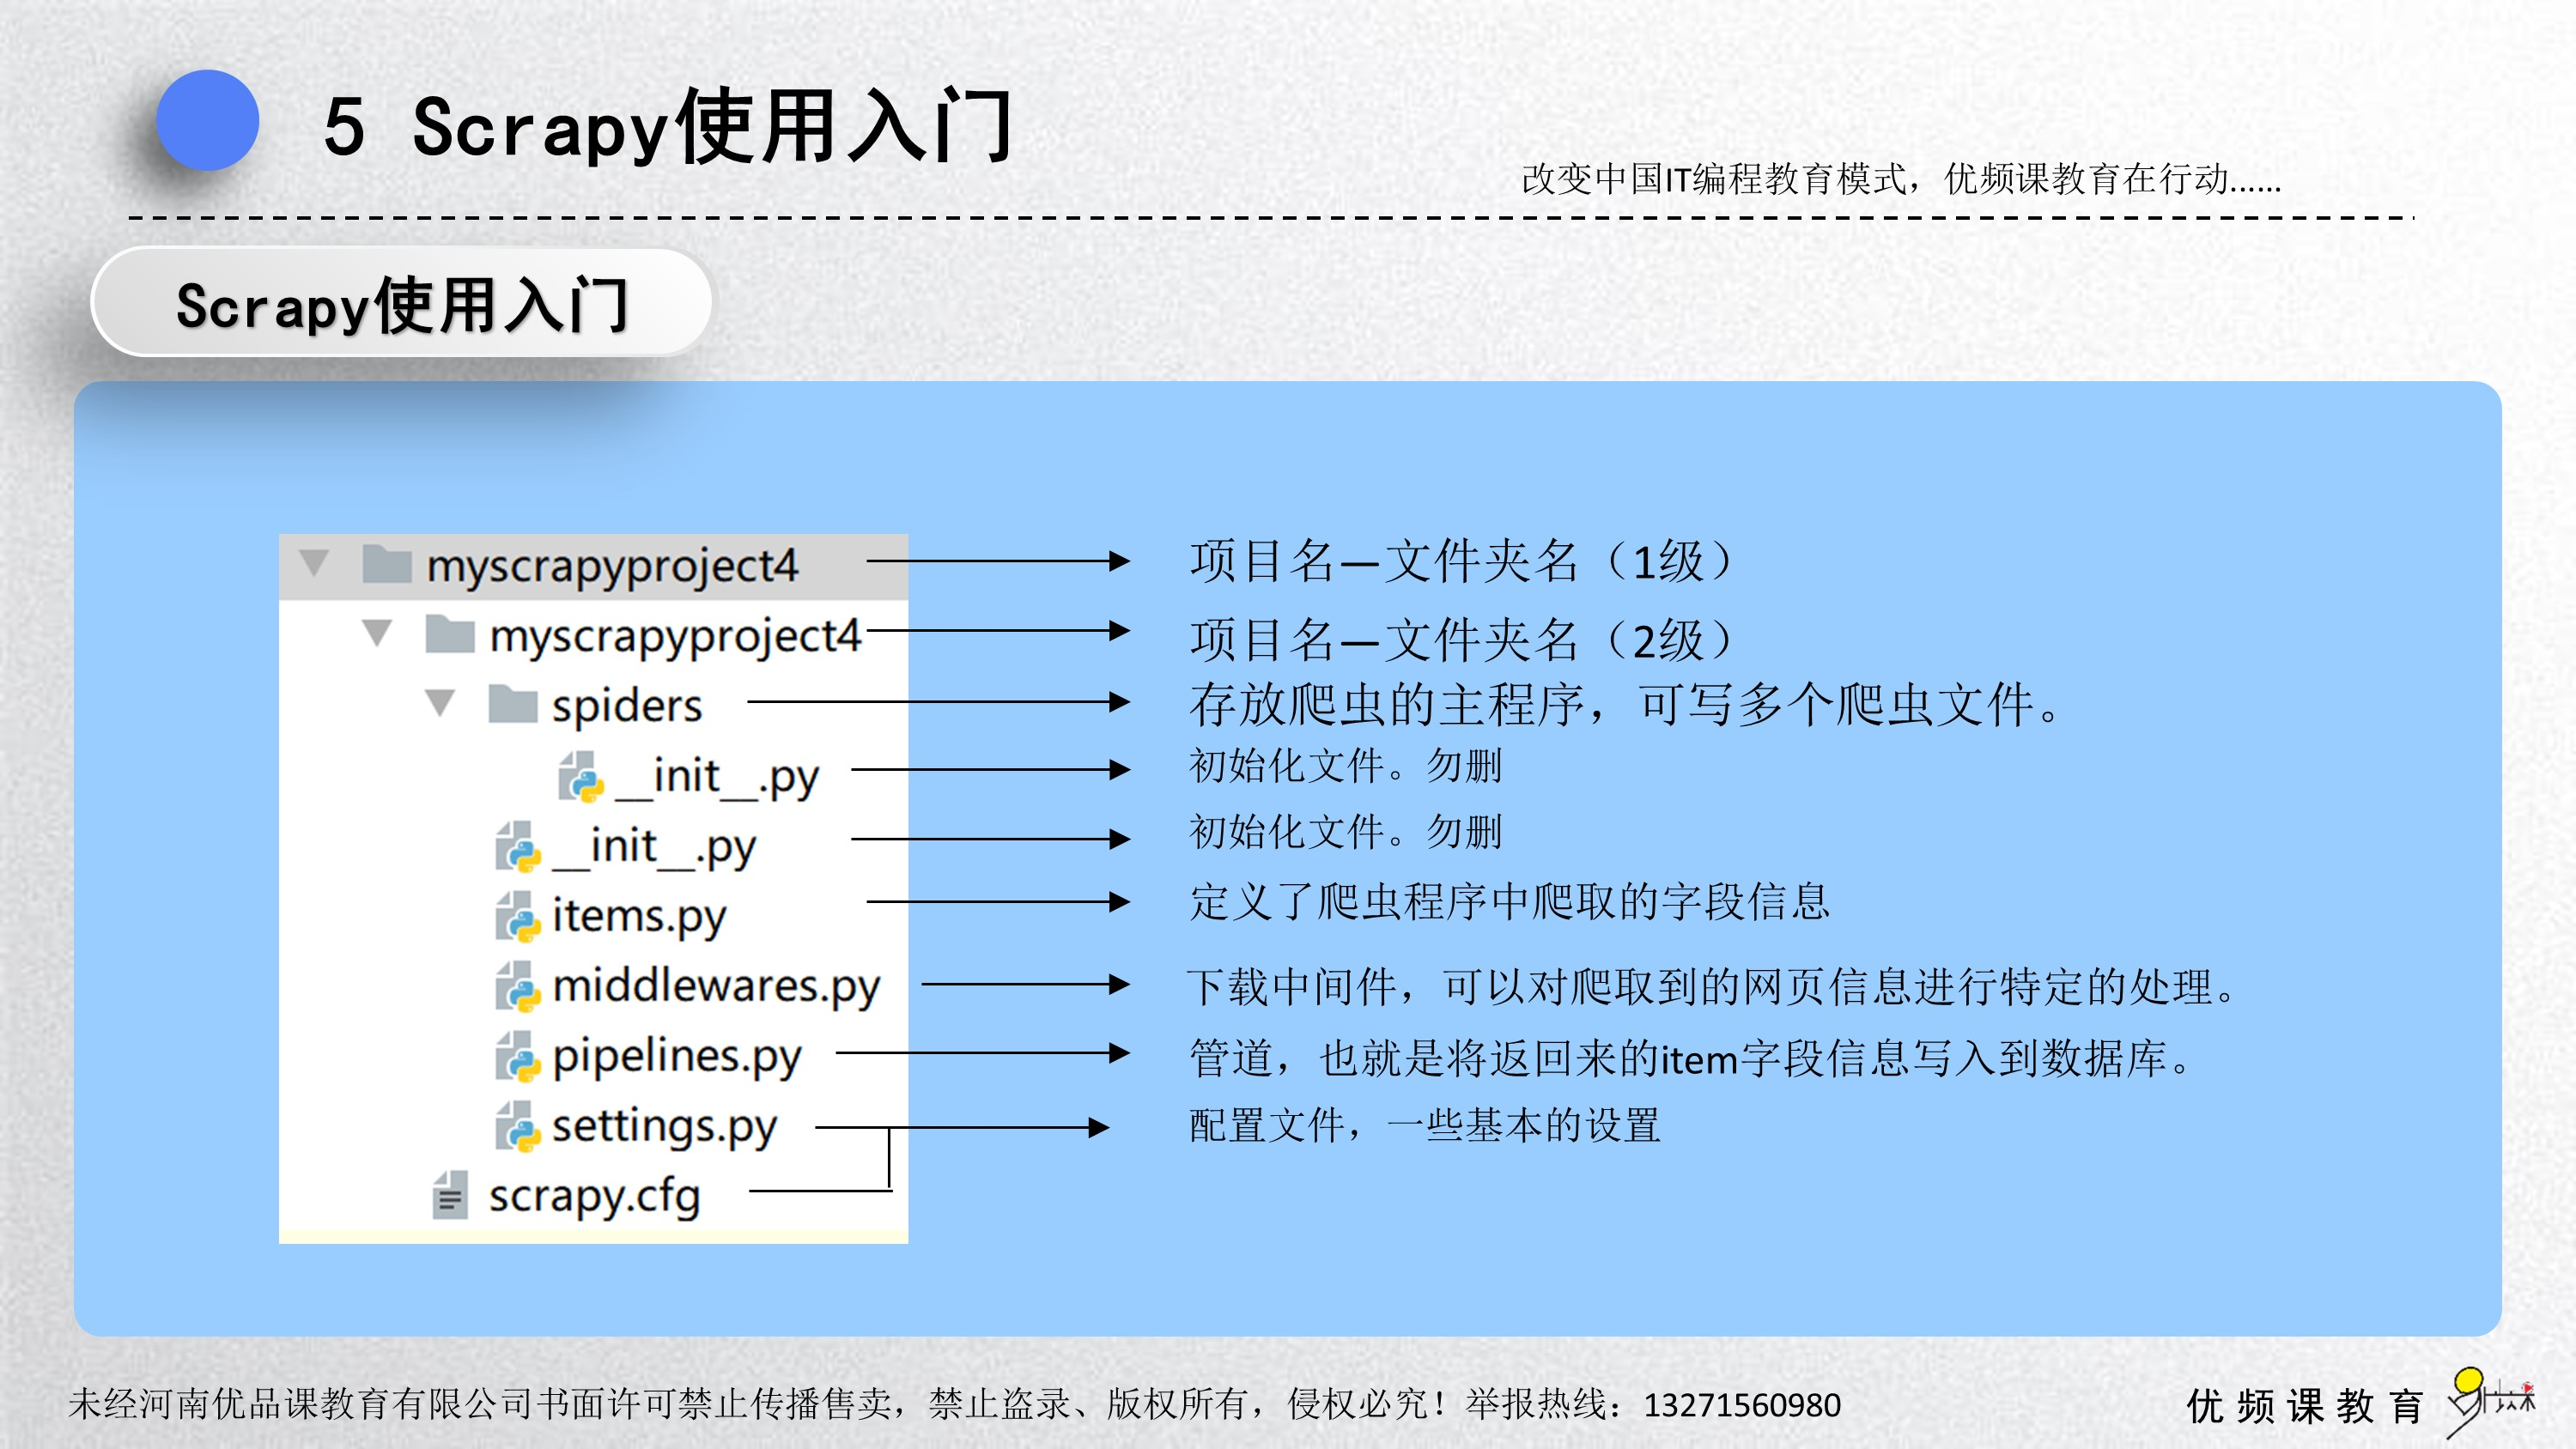 5 Scrapy使用入门
改变中国IT编程教育模式，优频课教育在行动......
Scrapy使用入门
myscrapyproject4 项目名—文件夹名（1级）
myscrapyproject4 项目名—文件夹名（2级）
spiders 存放爬虫的主程序，可写多个爬虫文件。
__init__.py 初始化文件。勿删
__init__.py 初始化文件。勿删
items.py 定义了爬虫程序中爬取的字段信息
middlewares.py 下载中间件，可以对爬取到的网页信息进行特定的处理。
pipelines.py 管道，也就是将返回来的item字段信息写入到数据库。
settings.py 配置文件，一些基本的设置
scrapy.cfg
未经河南优品课教育有限公司书面许可禁止传播售卖，禁止盗录、版权所有，侵权必究！举报热线：13271560980
优频课教育